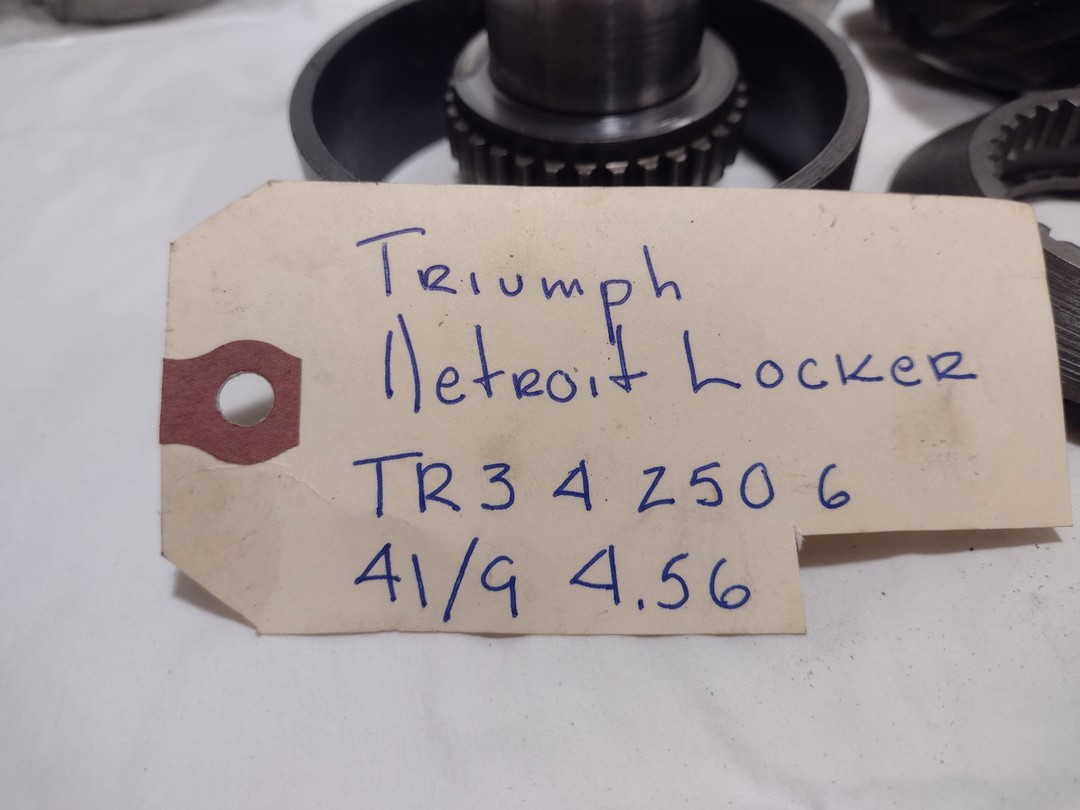 Triumph
Detroit Locker
TR3 4 250 6
41/9 4.56